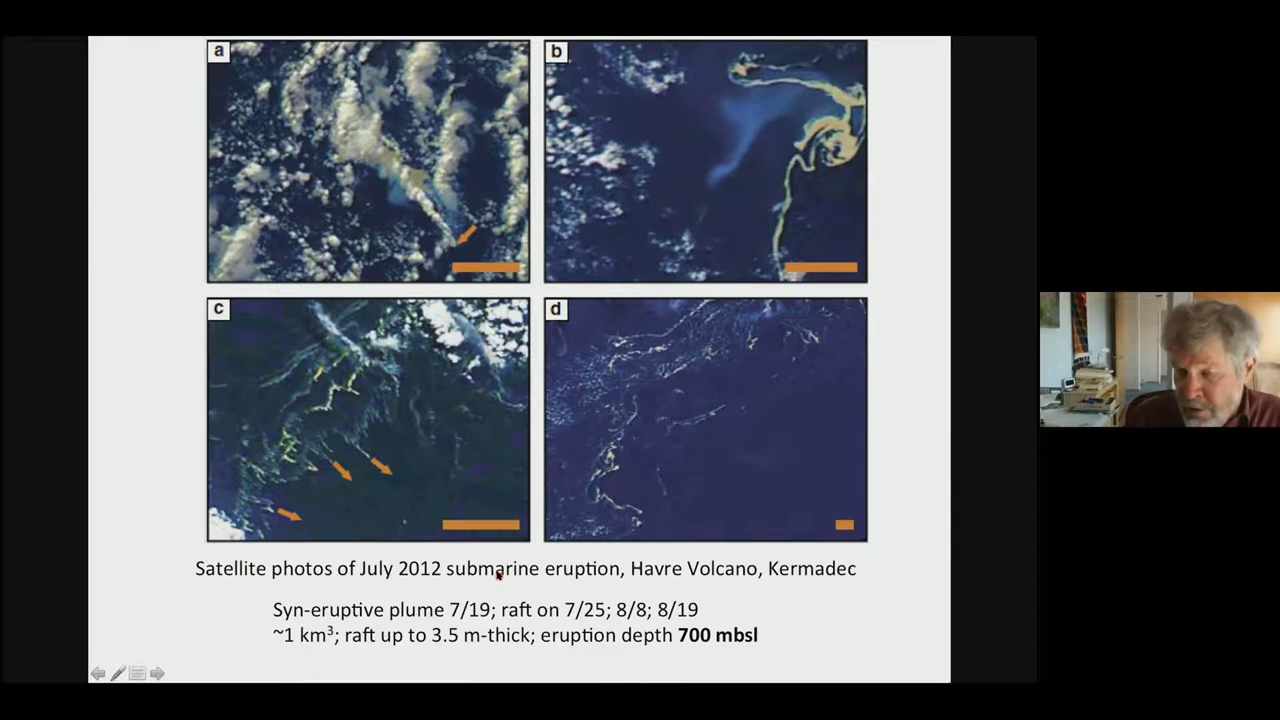 a
b
c
d
Satellite photos of July 2012 submarine eruption, Havre Volcano, Kermadec
Syn-eruptive plume 7/19; raft on 7/25; 8/8; 8/19
~1 km³; raft up to 3.5 m-thick; eruption depth 700 mbsl